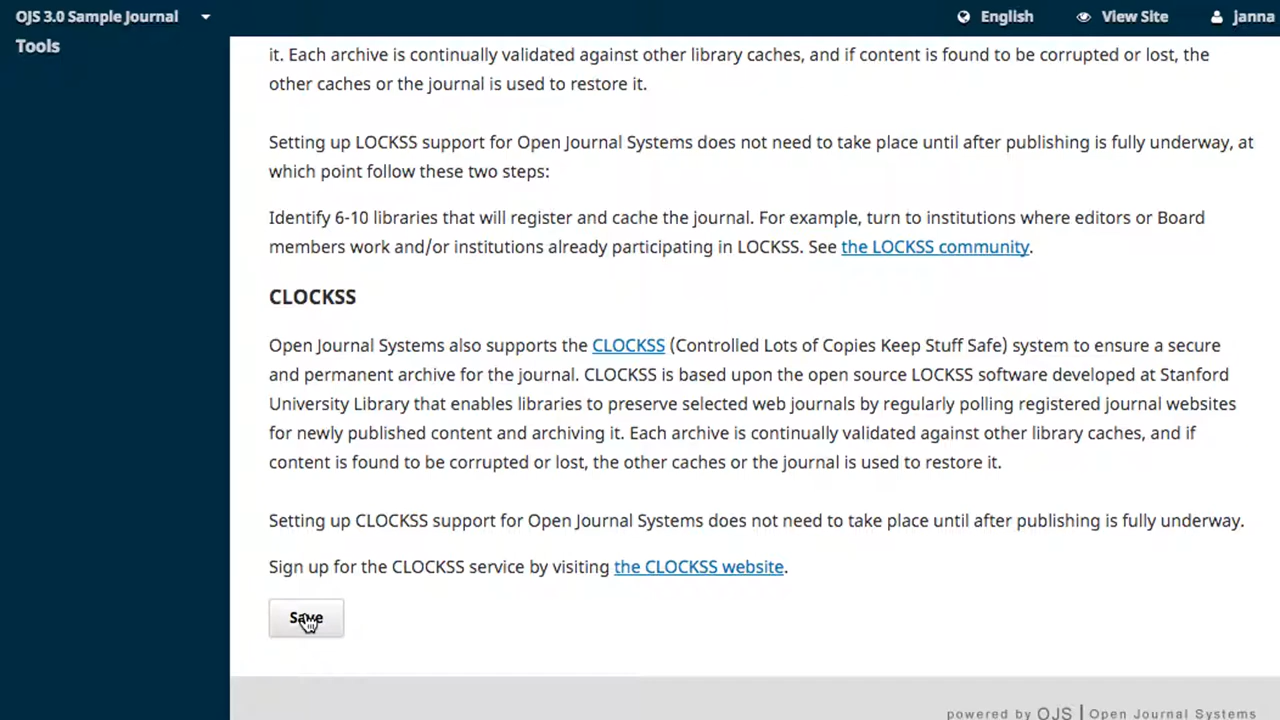 OJS 3.0 Sample Journal
English
View Site
Janna
Tools
it. Each archive is continually validated against other library caches, and if content is found to be corrupted or lost, the
other caches or the journal is used to restore it.
Setting up LOCKSS support for Open Journal Systems does not need to take place until after publishing is fully underway, at
which point follow these two steps:
Identify 6-10 libraries that will register and cache the journal. For example, turn to institutions where editors or Board
members work and/or institutions already participating in LOCKSS. See the LOCKSS community.
CLOCKSS
Open Journal Systems also supports the CLOCKSS (Controlled Lots of Copies Keep Stuff Safe) system to ensure a secure
and permanent archive for the journal. CLOCKSS is based upon the open source LOCKSS software developed at Stanford
University Library that enables libraries to preserve selected web journals by regularly polling registered journal websites
for newly published content and archiving it. Each archive is continually validated against other library caches, and if
content is found to be corrupted or lost, the other caches or the journal is used to restore it.
Setting up CLOCKSS support for Open Journal Systems does not need to take place until after publishing is fully underway.
Sign up for the CLOCKSS service by visiting the CLOCKSS website.
Save
powered by OJS | Open Journal Systems